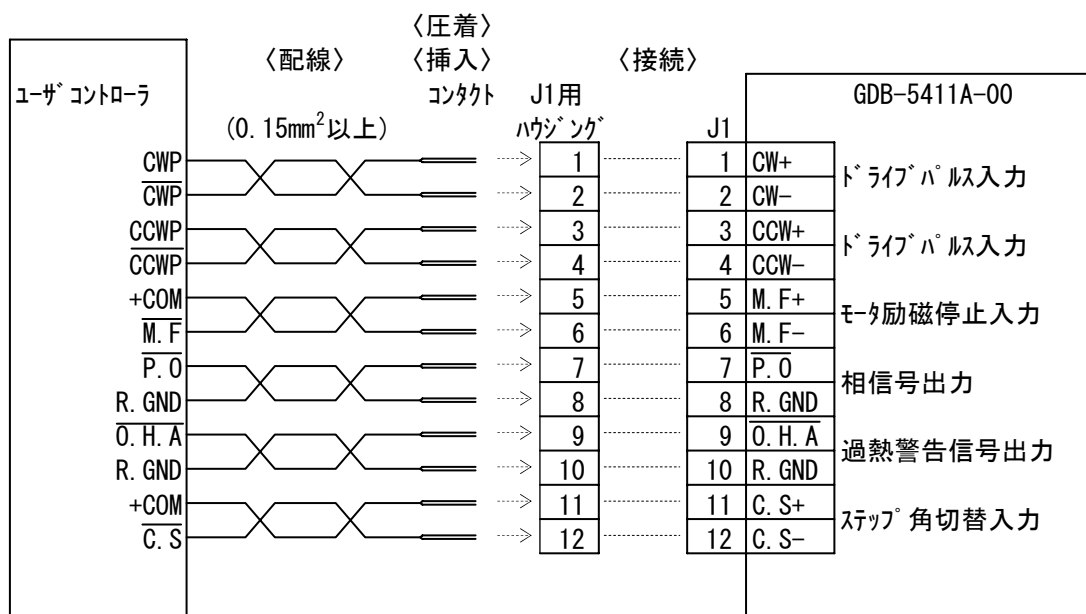 〈圧着〉
〈配線〉 〈挿入〉 〈接続〉
ﾕｰｻﾞｺﾝﾄﾛｰﾗ ｺﾝﾀｸﾄ J1用 GDB-5411A-00
(0.15mm²以上) ﾊｳｼﾞﾝｸﾞ J1
CWP 1 1 CW+
C̅W̅P̅ 2 2 CW-
ﾄﾞﾗｲﾌﾞﾊﾟﾙｽ入力
CCWP 3 3 CCW+
C̅C̅W̅P̅ 4 4 CCW-
ﾄﾞﾗｲﾌﾞﾊﾟﾙｽ入力
+COM 5 5 M.F+
M̅.̅F̅ 6 6 M.F-
ﾓｰﾀ励磁停止入力
P̅.̅O̅ 7 7 P̅.̅O̅
R.GND 8 8 R.GND
相信号出力
O̅.̅H̅.̅A̅ 9 9 O̅.̅H̅.̅A̅
R.GND 10 10 R.GND
過熱警告信号出力
+COM 11 11 C.S+
C̅.̅S̅ 12 12 C.S-
ｽﾃｯﾌﾟ角切替入力